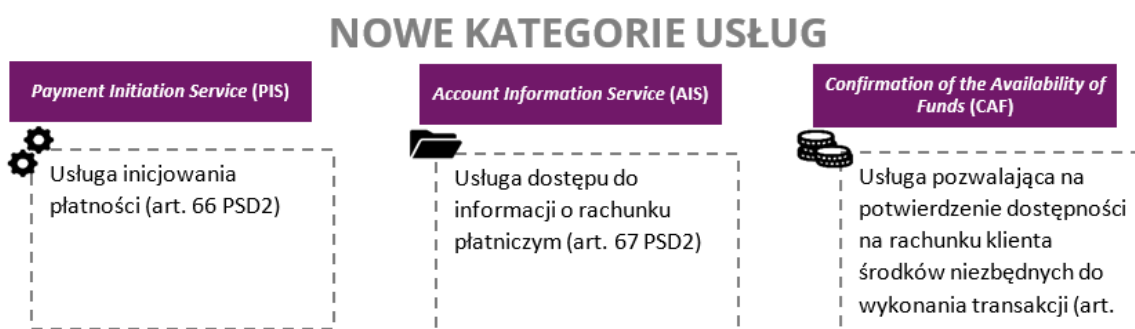 NOWE KATEGORIE USŁUG
Payment Initiation Service (PIS)
Usługa inicjowania
płatności (art. 66 PSD2)
Account Information Service (AIS)
Usługa dostępu do
informacji o rachunku
płatniczym (art. 67 PSD2)
Confirmation of the Availability of
Funds (CAF)
Usługa pozwalająca na
potwierdzenie dostępności
na rachunku klienta
środków niezbędnych do
wykonania transakcji (art.